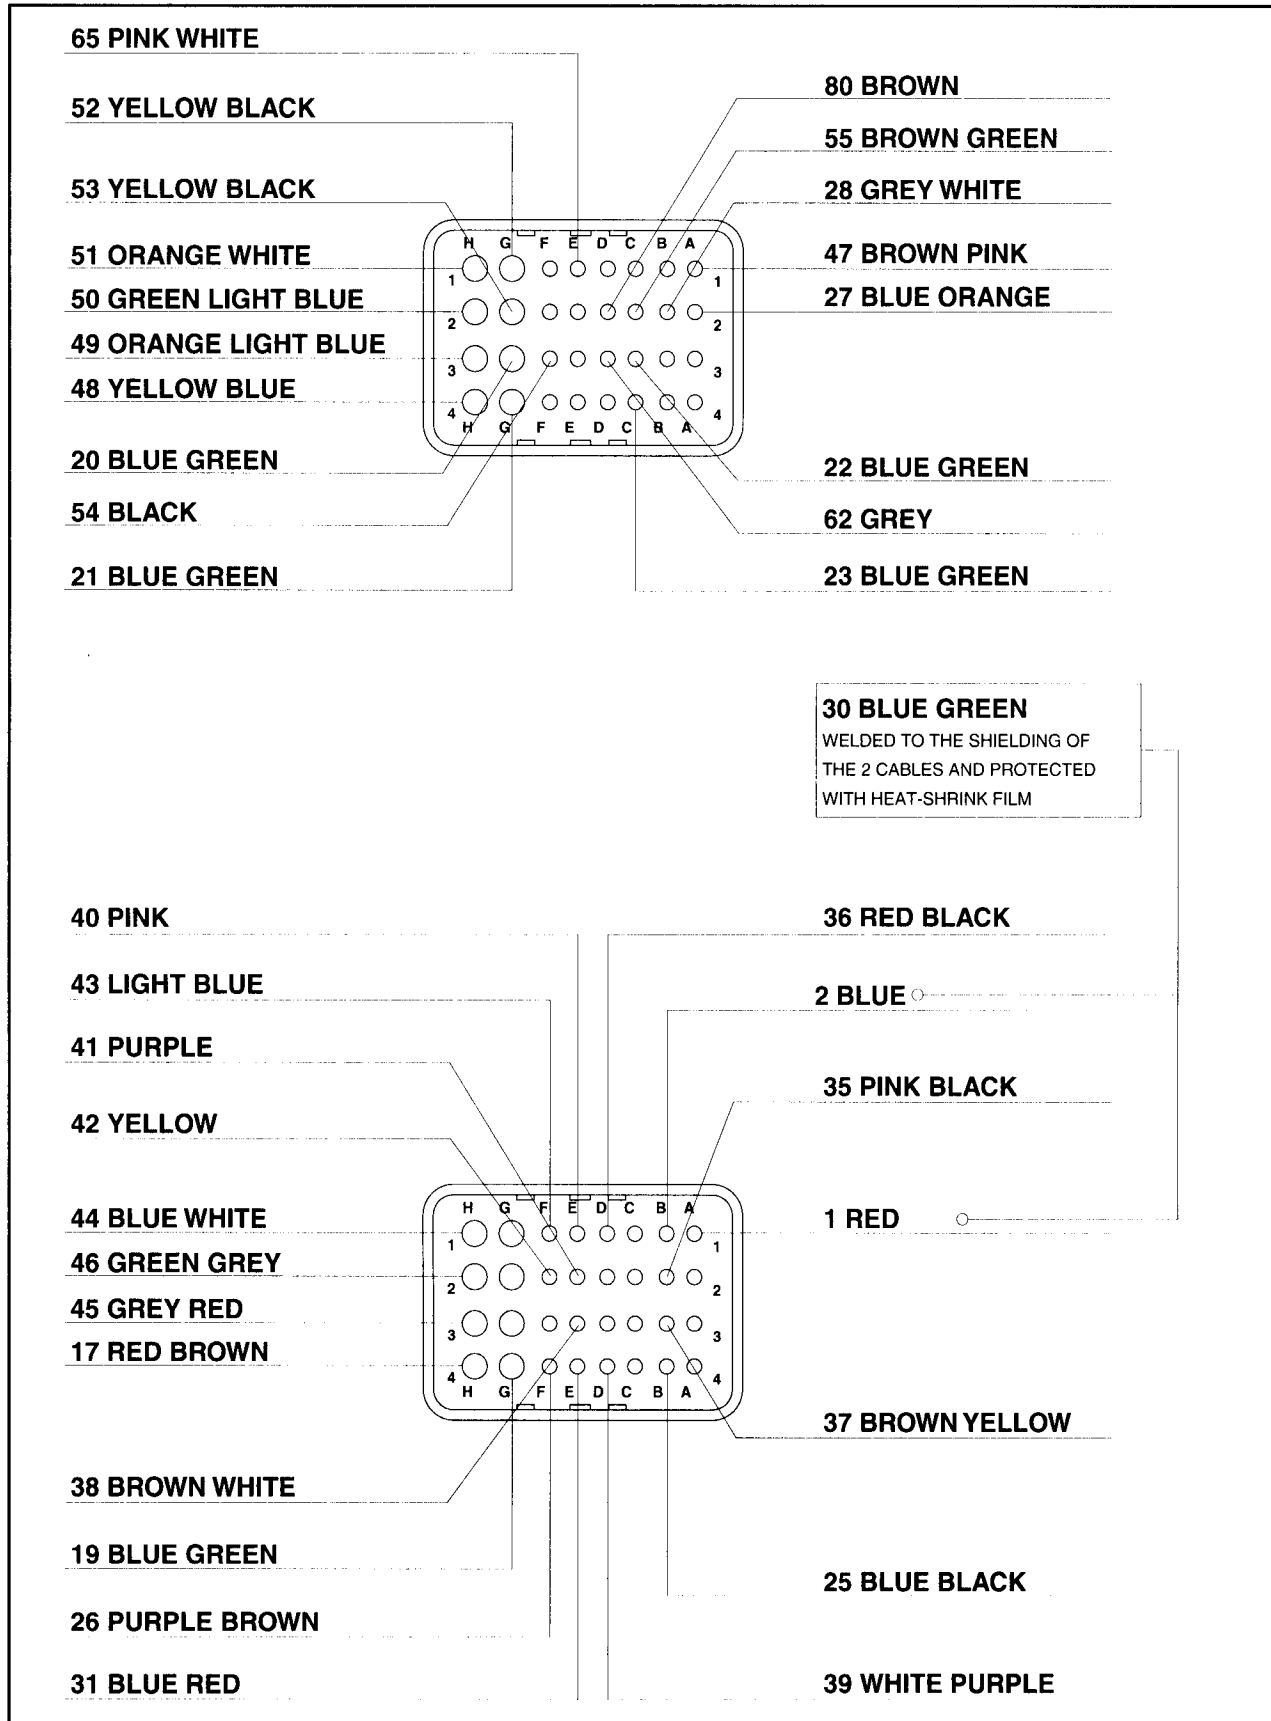 65 PINK WHITE
52 YELLOW BLACK
53 YELLOW BLACK
51 ORANGE WHITE
50 GREEN LIGHT BLUE
49 ORANGE LIGHT BLUE
48 YELLOW BLUE
20 BLUE GREEN
54 BLACK
21 BLUE GREEN
80 BROWN
55 BROWN GREEN
28 GREY WHITE
47 BROWN PINK
27 BLUE ORANGE
22 BLUE GREEN
62 GREY
23 BLUE GREEN
H G F E D C B A
1 1
2 2
3 3
4 4
H G F E D C B A
30 BLUE GREEN
WELDED TO THE SHIELDING OF
THE 2 CABLES AND PROTECTED
WITH HEAT-SHRINK FILM
40 PINK
43 LIGHT BLUE
41 PURPLE
42 YELLOW
44 BLUE WHITE
46 GREEN GREY
45 GREY RED
17 RED BROWN
38 BROWN WHITE
19 BLUE GREEN
26 PURPLE BROWN
31 BLUE RED
36 RED BLACK
2 BLUE
35 PINK BLACK
1 RED
37 BROWN YELLOW
25 BLUE BLACK
39 WHITE PURPLE
H G F E D C B A
1 1
2 2
3 3
4 4
H G F E D C B A